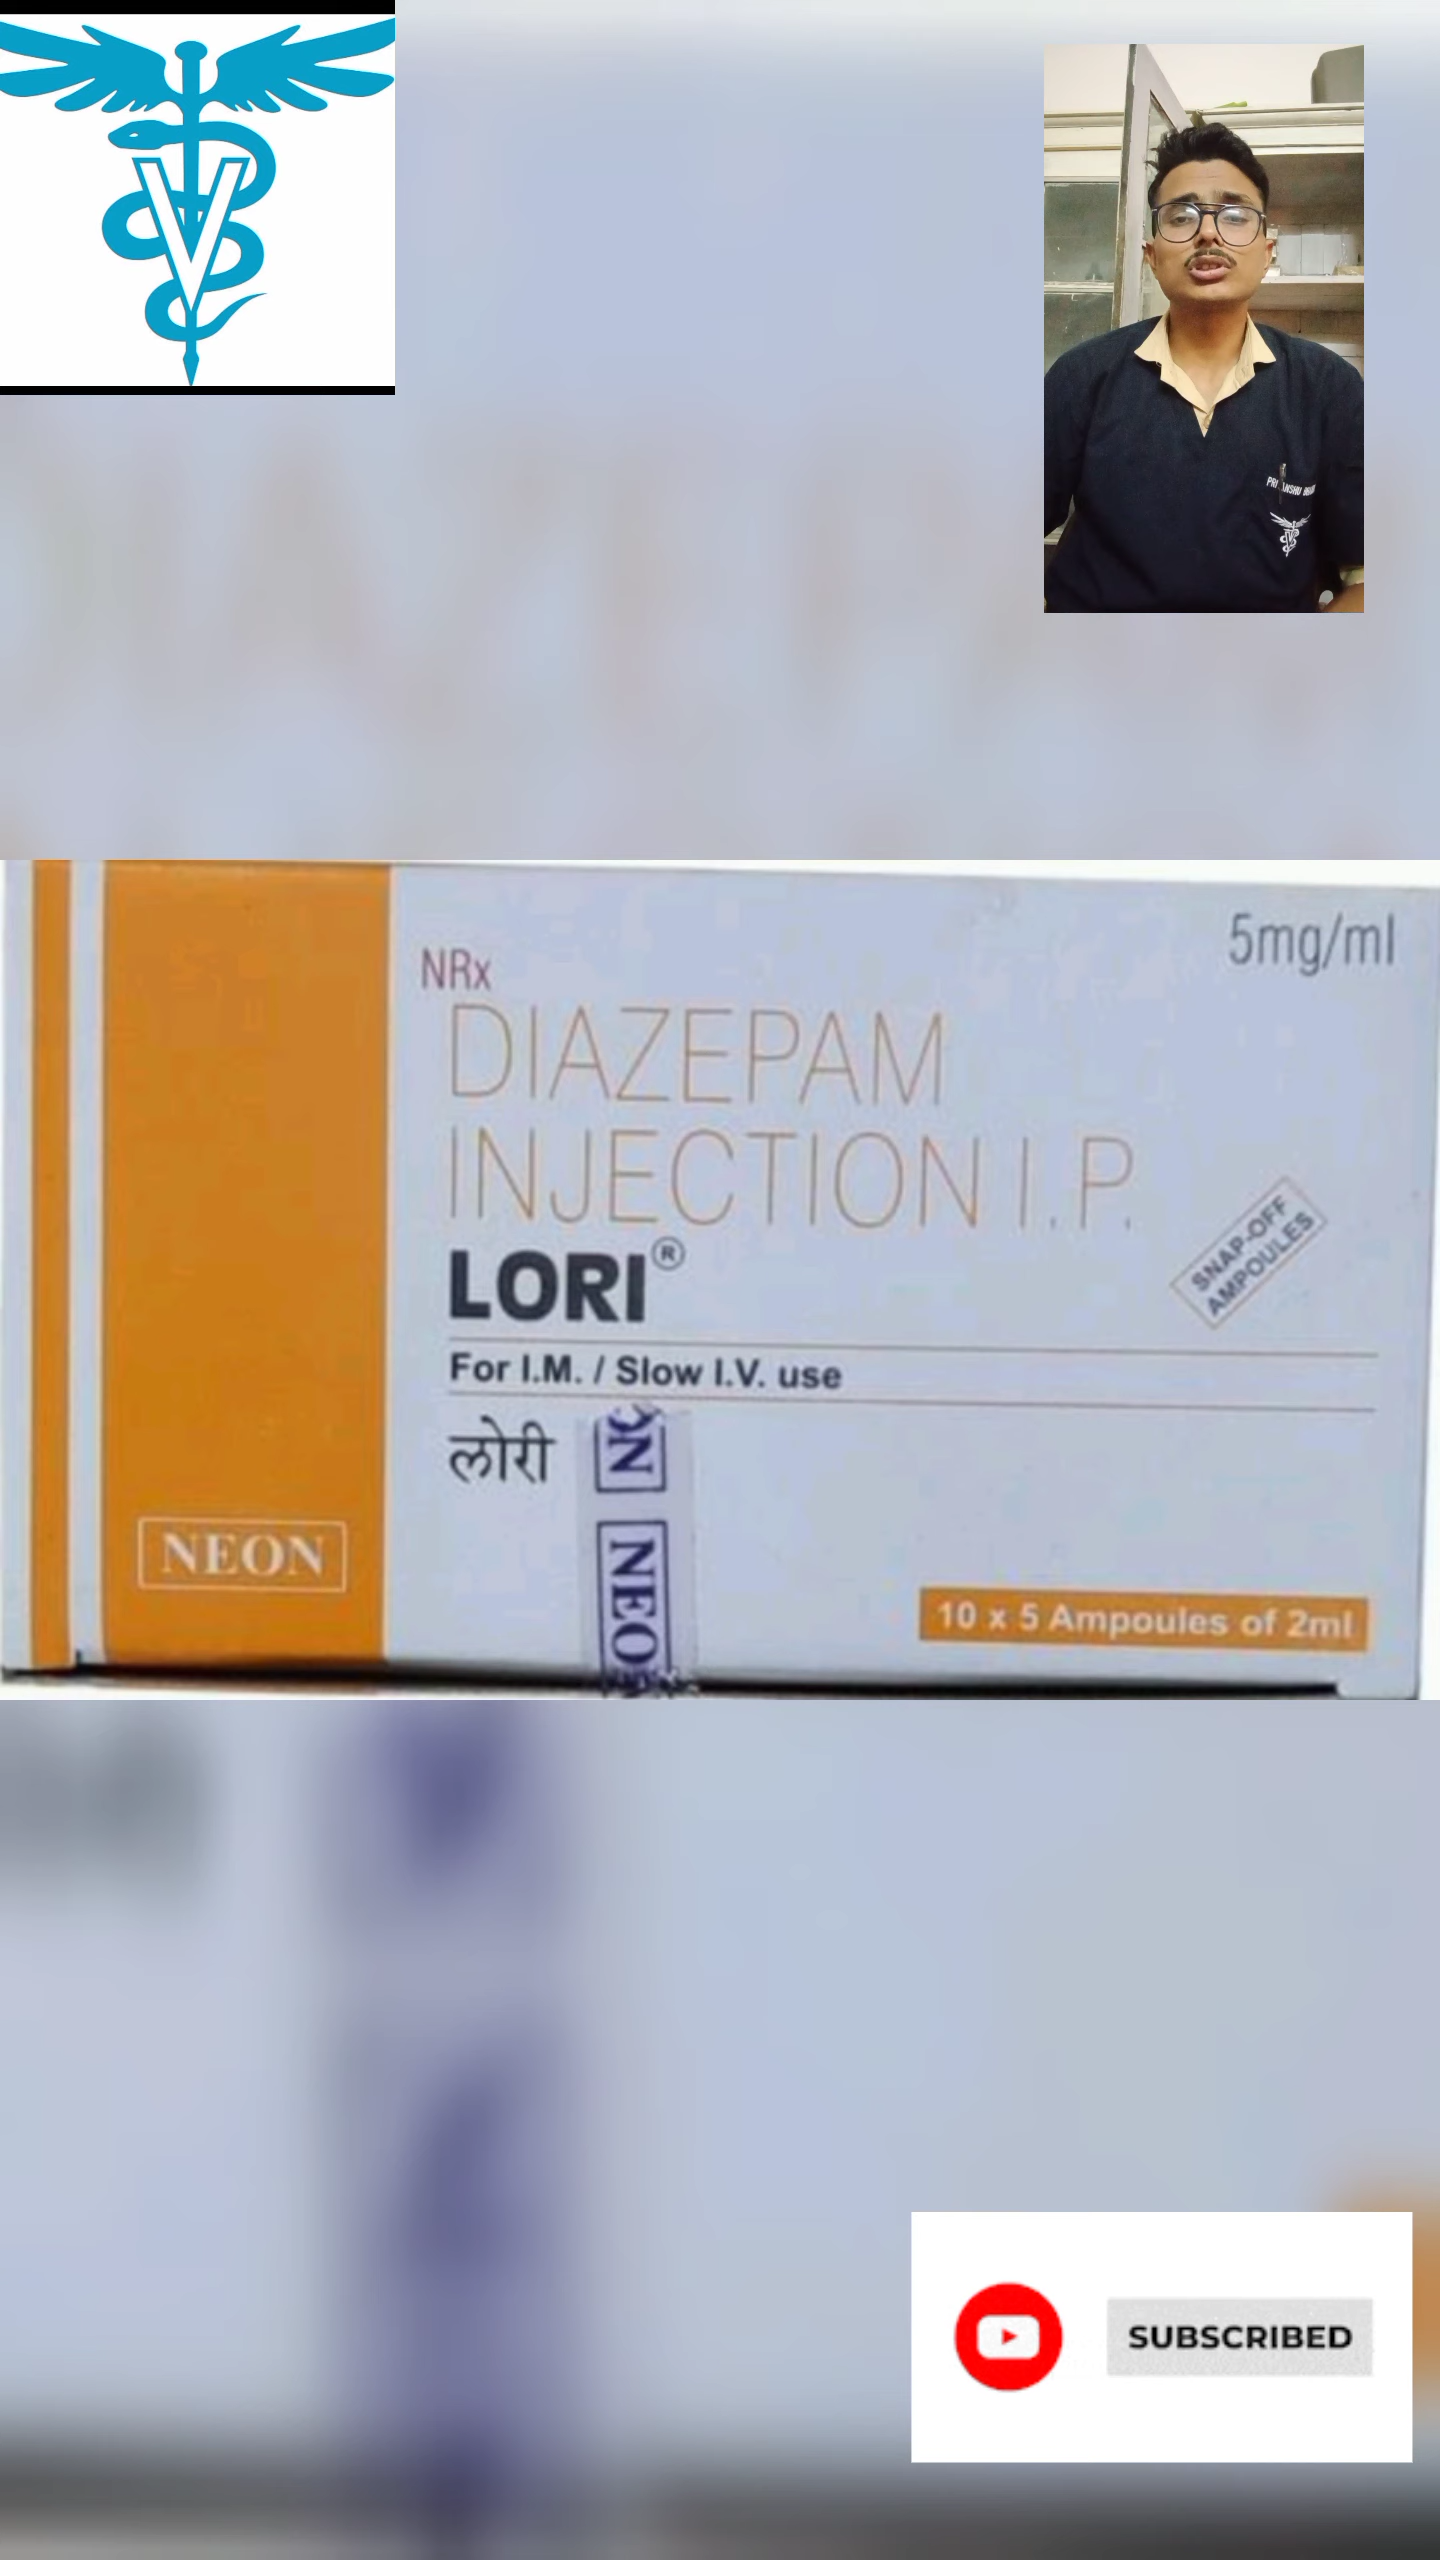 V
PRI
5mg/ml
NRx
DIAZEPAM
INJECTION I.P.
LORI®
SNAP-OFF
AMPOULES
For I.M. / Slow I.V. use
लोरी
NEON
NEON
10 x 5 Ampoules of 2ml
SUBSCRIBED